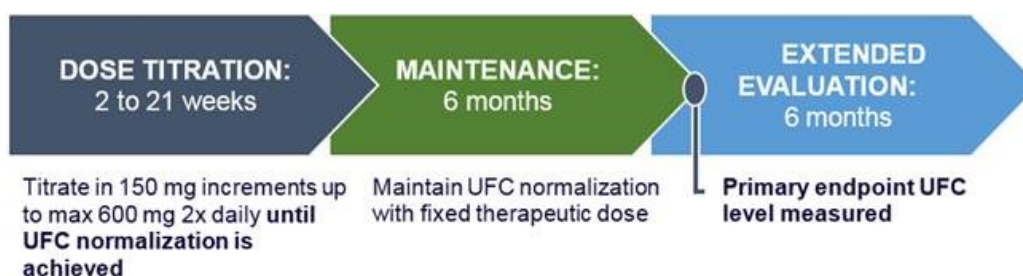 DOSE TITRATION:
2 to 21 weeks
MAINTENANCE:
6 months
EXTENDED
EVALUATION:
6 months
Titrate in 150 mg increments up
to max 600 mg 2x daily until
UFC normalization is
achieved
Maintain UFC normalization
with fixed therapeutic dose
Primary endpoint UFC
level measured